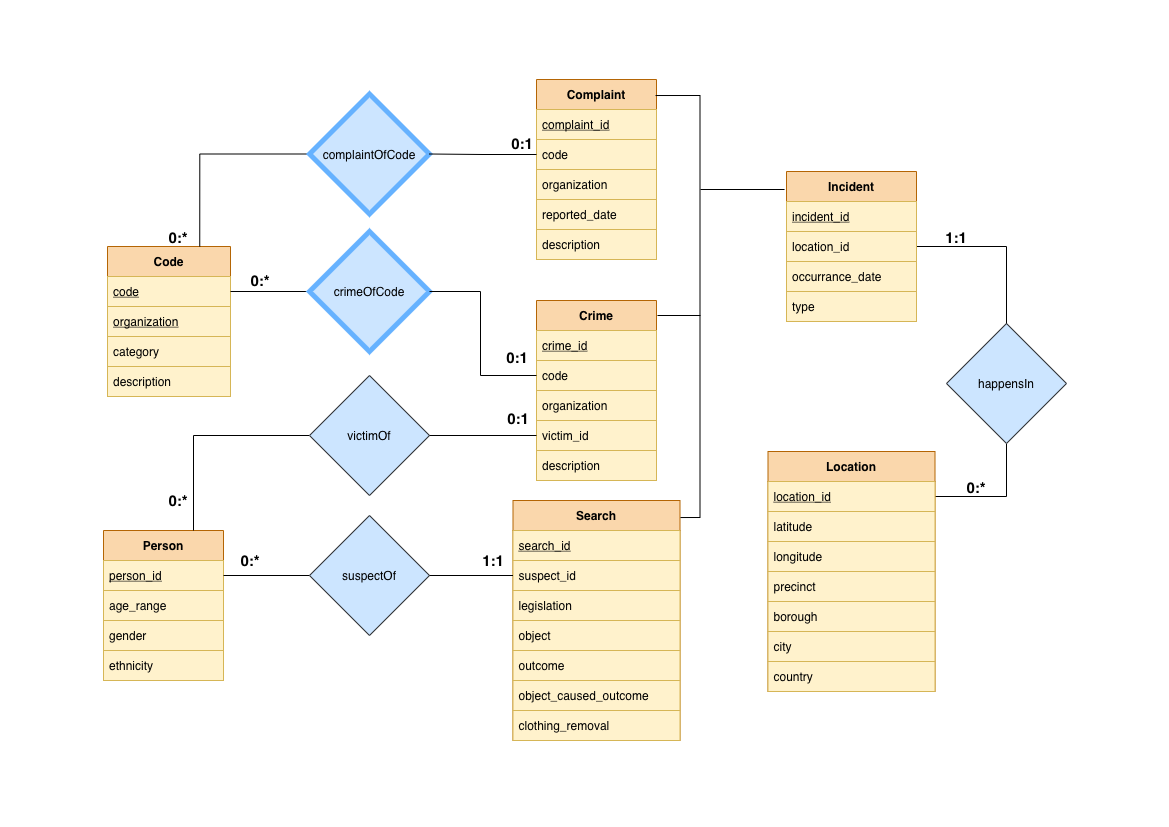 Complaint
complaint_id
code
organization
reported_date
description
complaintOfCode
0:1
0:*
Code
code
organization
category
description
0:*
crimeOfCode
0:1
Crime
crime_id
code
organization
victim_id
description
victimOf
0:1
0:*
Person
person_id
age_range
gender
ethnicity
0:*
suspectOf
1:1
Search
search_id
suspect_id
legislation
object
outcome
object_caused_outcome
clothing_removal
Incident
incident_id
location_id
occurrance_date
type
1:1
happensIn
0:*
Location
location_id
latitude
longitude
precinct
borough
city
country